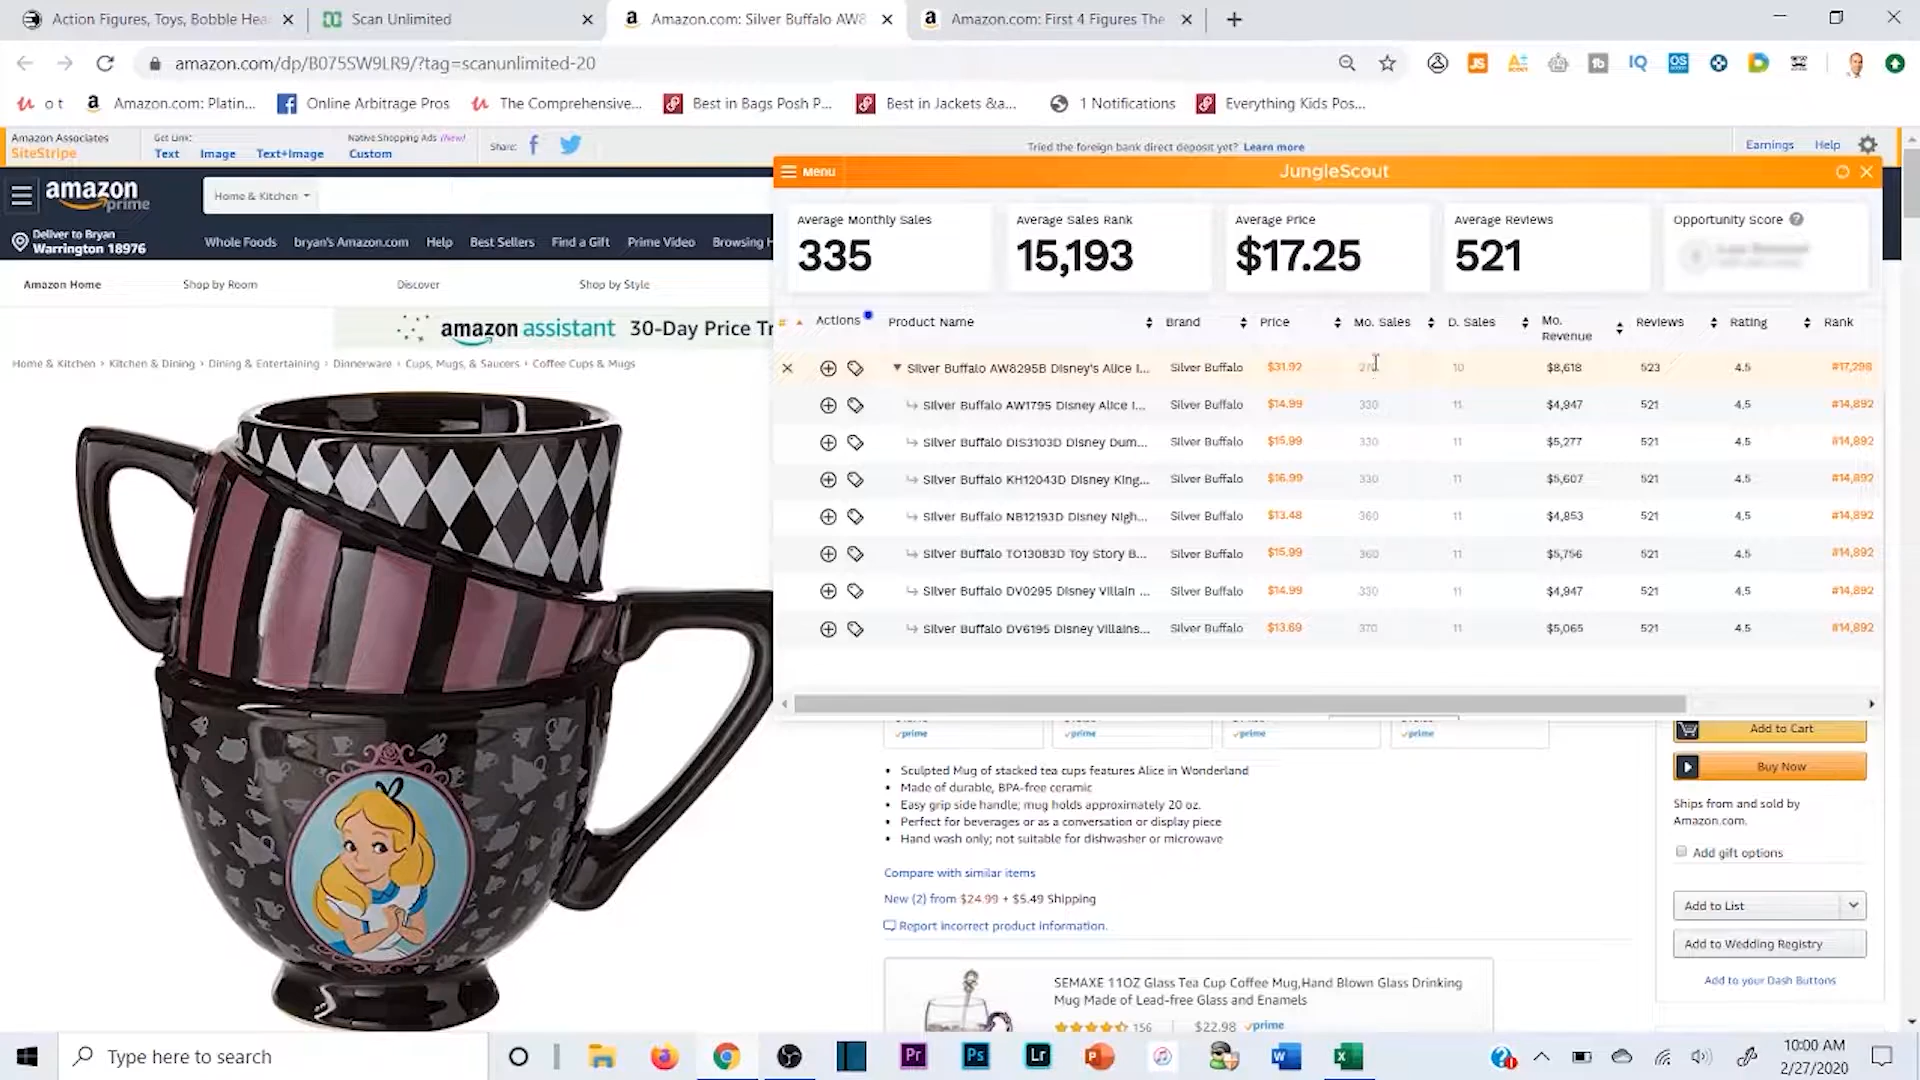 Action Figures, Toys, Bobble Hea
Scan Unlimited
Amazon.com: Silver Buffalo AW8
Amazon.com: First 4 Figures The
amazon.com/dp/B075SW9LR9/?tag=scanunlimited-20
o t
Amazon.com: Platin...
Online Arbitrage Pros
The Comprehensive...
Best in Bags Posh P...
Best in Jackets &a...
1 Notifications
Everything Kids Pos...
Amazon Associates
SiteStripe
Get Link:
Text
Image
Text+Image
Native Shopping Ads (New!)
Custom
Share:
Tried the foreign bank direct deposit yet? Learn more
Earnings
Help
amazon
prime
Home & Kitchen
Deliver to Bryan
Warrington 18976
Whole Foods
bryan's Amazon.com
Help
Best Sellers
Find a Gift
Prime Video
Browsing H
Amazon Home
Shop by Room
Discover
Shop by Style
amazon assistant 30-Day Price Tr
Home & Kitchen › Kitchen & Dining › Dining & Entertaining › Dinnerware › Cups, Mugs, & Saucers › Coffee Cups & Mugs
Menu
JungleScout
Average Monthly Sales
335
Average Sales Rank
15,193
Average Price
$17.25
Average Reviews
521
Opportunity Score
# Actions Product Name Brand Price Mo. Sales D. Sales Mo. Revenue Reviews Rating Rank
Silver Buffalo AW8295B Disney's Alice I... Silver Buffalo $31.92 10 $8,618 523 4.5 #17,298
Silver Buffalo AW1795 Disney Alice I... Silver Buffalo $14.99 330 11 $4,947 521 4.5 #14,892
Silver Buffalo DIS3103D Disney Dum... Silver Buffalo $15.99 330 11 $5,277 521 4.5 #14,892
Silver Buffalo KH12043D Disney King... Silver Buffalo $16.99 330 11 $5,607 521 4.5 #14,892
Silver Buffalo NB12193D Disney Nigh... Silver Buffalo $13.48 360 11 $4,853 521 4.5 #14,892
Silver Buffalo TO13083D Toy Story B... Silver Buffalo $15.99 360 11 $5,756 521 4.5 #14,892
Silver Buffalo DV0295 Disney Villain ... Silver Buffalo $14.99 330 11 $4,947 521 4.5 #14,892
Silver Buffalo DV6195 Disney Villains... Silver Buffalo $13.69 370 11 $5,065 521 4.5 #14,892
prime
prime
prime
prime
Sculpted Mug of stacked tea cups features Alice in Wonderland
Made of durable, BPA-free ceramic
Easy grip side handle; mug holds approximately 20 oz.
Perfect for beverages or as a conversation or display piece
Hand wash only; not suitable for dishwasher or microwave
Compare with similar items
New (2) from $24.99 + $5.49 Shipping
Report incorrect product information.
SEMAXE 11OZ Glass Tea Cup Coffee Mug,Hand Blown Glass Drinking
Mug Made of Lead-free Glass and Enamels
156
$22.98 prime
Add to Cart
Buy Now
Ships from and sold by
Amazon.com.
Add gift options
Add to List
Add to Wedding Registry
Add to your Dash Buttons
Type here to search
10:00 AM
2/27/2020